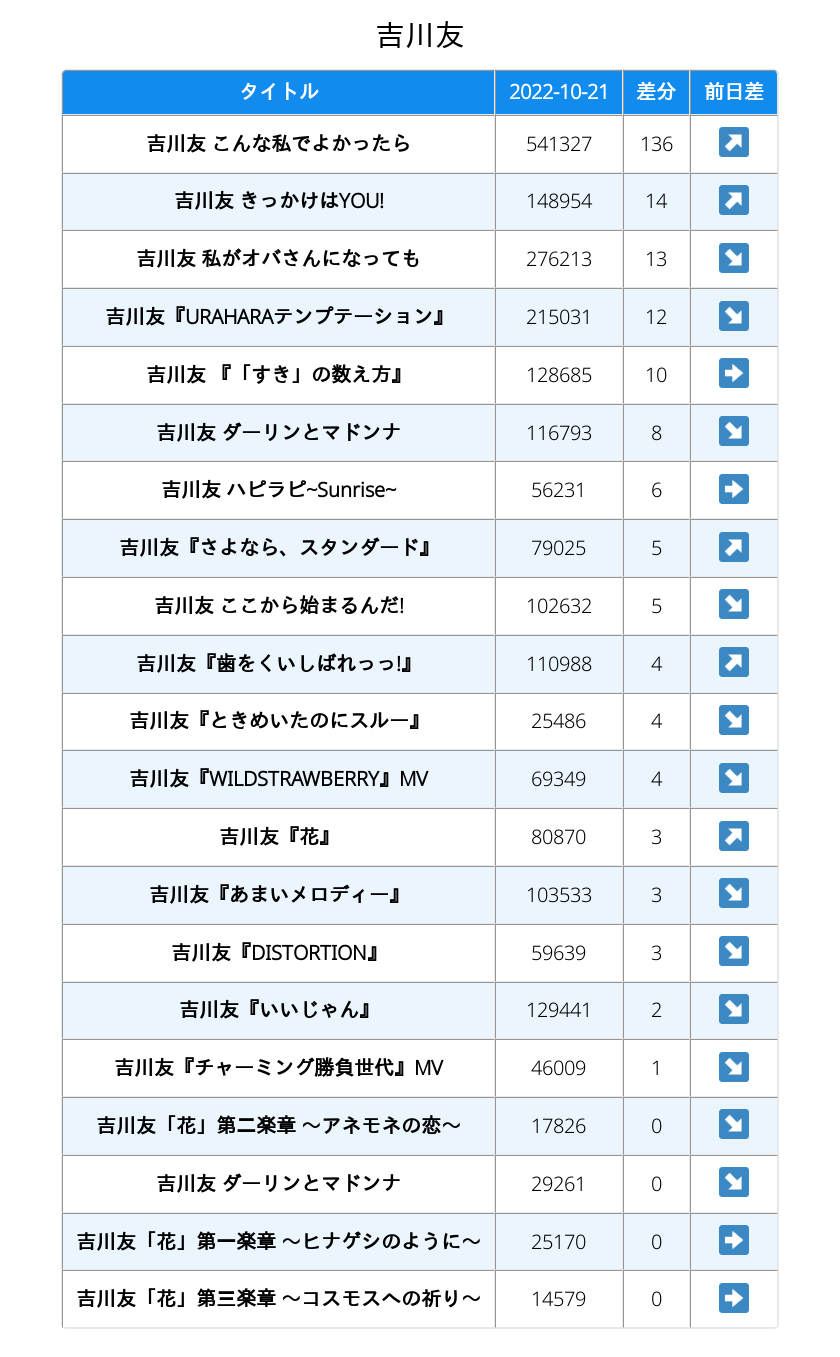 吉川友
タイトル 2022-10-21 差分 前日差
吉川友 こんな私でよかったら 541327 136 ↗
吉川友 きっかけはYOU! 148954 14 ↗
吉川友 私がオバさんになっても 276213 13 ↘
吉川友『URAHARAテンプテーション』 215031 12 ↘
吉川友 『「すき」の数え方』 128685 10 ➡
吉川友 ダーリンとマドンナ 116793 8 ↘
吉川友 ハピラピ~Sunrise~ 56231 6 ➡
吉川友『さよなら、スタンダード』 79025 5 ↗
吉川友 ここから始まるんだ! 102632 5 ↘
吉川友『歯をくいしばれっっ!』 110988 4 ↗
吉川友『ときめいたのにスルー』 25486 4 ↘
吉川友『WILDSTRAWBERRY』MV 69349 4 ↘
吉川友『花』 80870 3 ↗
吉川友『あまいメロディー』 103533 3 ↘
吉川友『DISTORTION』 59639 3 ↘
吉川友『いいじゃん』 129441 2 ↘
吉川友『チャーミング勝負世代』MV 46009 1 ↘
吉川友「花」第二楽章 〜アネモネの恋〜 17826 0 ↘
吉川友 ダーリンとマドンナ 29261 0 ↘
吉川友「花」第一楽章 〜ヒナゲシのように〜 25170 0 ➡
吉川友「花」第三楽章 〜コスモスへの祈り〜 14579 0 ➡